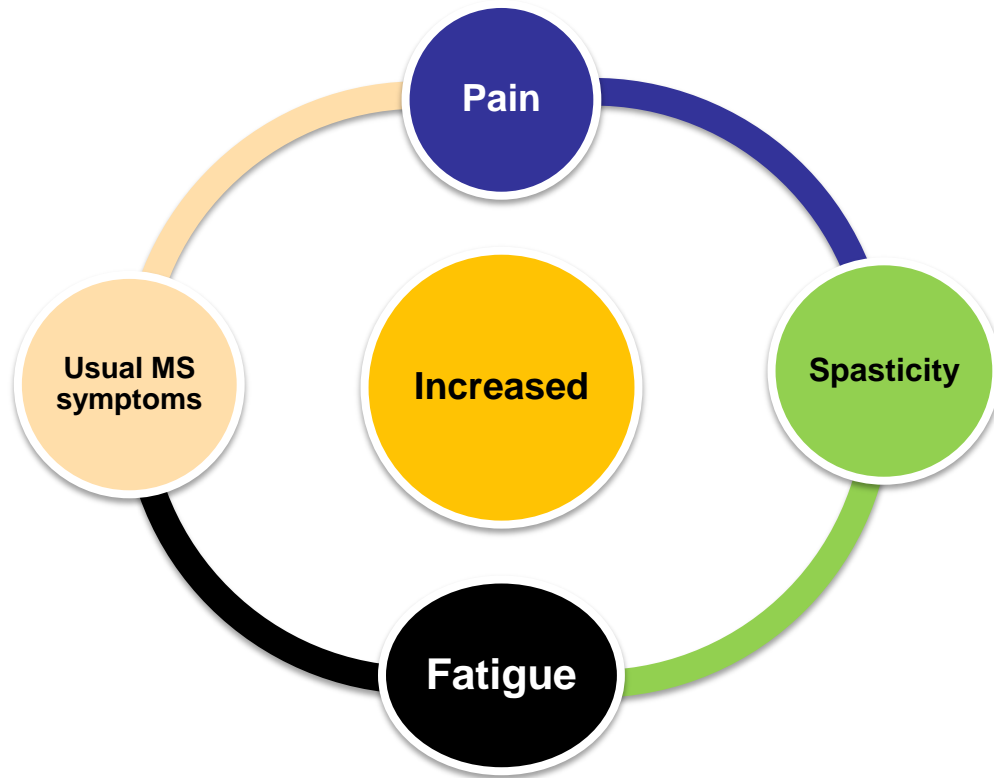 Pain
Usual MS
symptoms
Increased
Spasticity
Fatigue